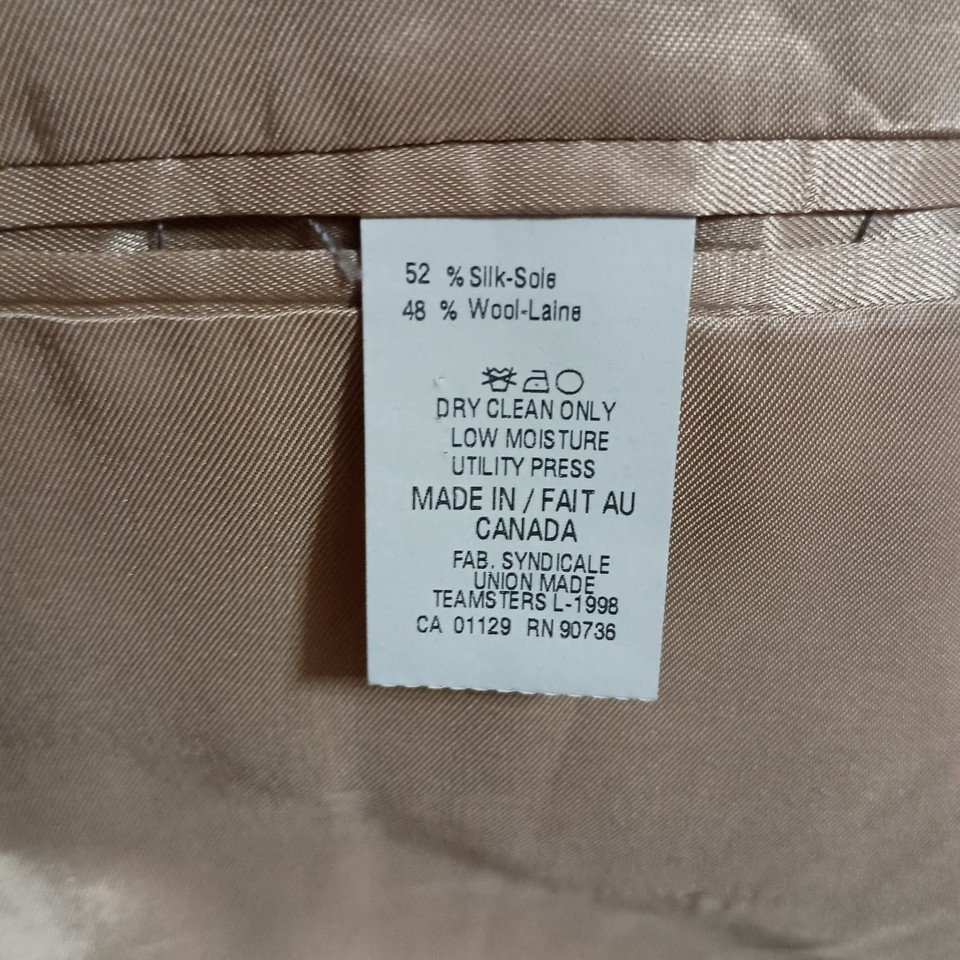 52 % Silk-Soie
48 % Wool-Laine
DRY CLEAN ONLY
LOW MOISTURE
UTILITY PRESS
MADE IN / FAIT AU
CANADA
FAB. SYNDICALE
UNION MADE
TEAMSTERS L-1998
CA 01129 RN 90736